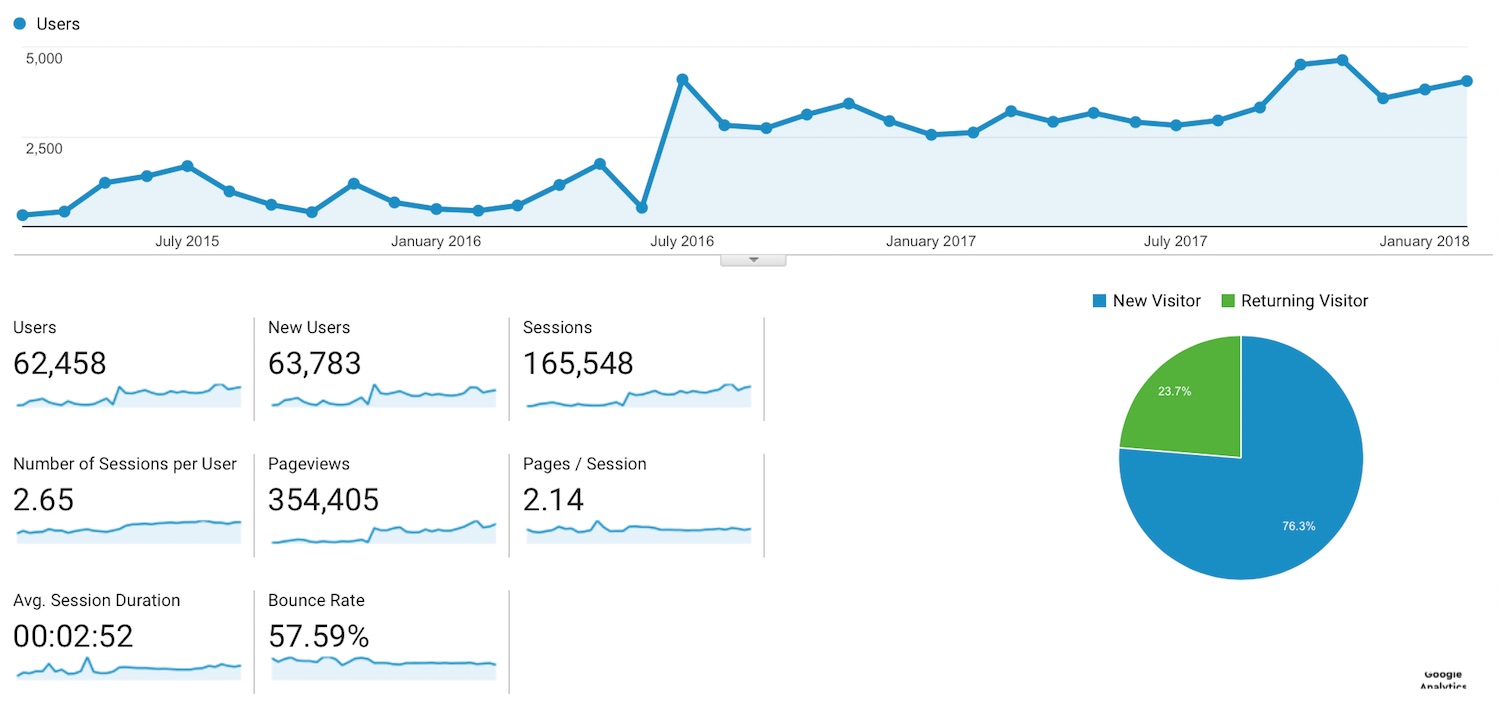 Users
5,000
2,500
July 2015 January 2016 July 2016 January 2017 July 2017 January 2018
New Visitor Returning Visitor
Users New Users Sessions
62,458 63,783 165,548
Number of Sessions per User Pageviews Pages / Session
2.65 354,405 2.14
Avg. Session Duration Bounce Rate
00:02:52 57.59%
23.7%
76.3%
Google
Analytics